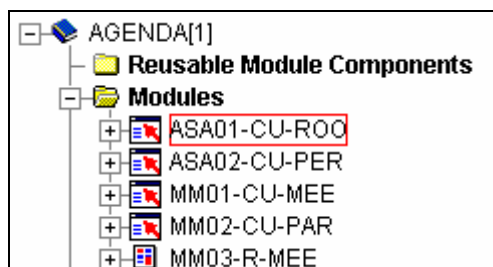 AGENDA[1]
Reusable Module Components
Modules
ASA01-CU-ROO
ASA02-CU-PER
MM01-CU-MEE
MM02-CU-PAR
MM03-R-MEE